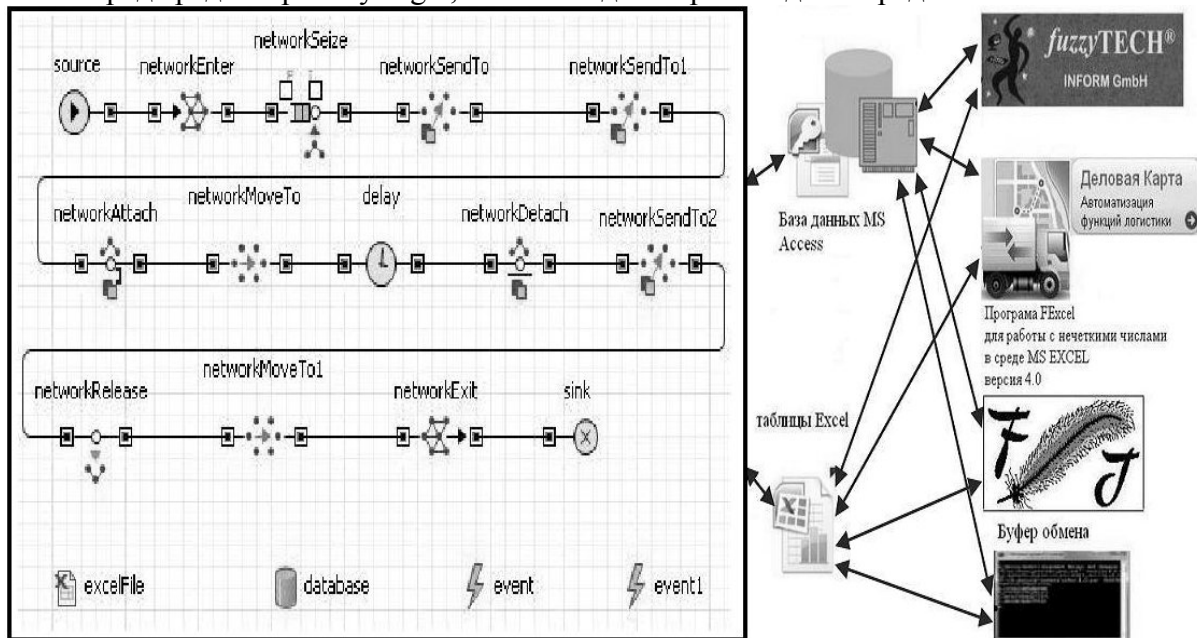 networkSeize
source
networkEnter
networkSendTo
networkSendTo1
networkAttach
networkMoveTo
delay
networkDetach
networkSendTo2
networkRelease
networkMoveTo1
networkExit
sink
excelFile
database
event
event1
База данных MS
Access
таблицы Excel
fuzzyTECH®
INFORM GmbH
Деловая Карта
Автоматизация
функций логистики
Програма FExcel
для работы с нечеткими числами
в среде MS EXCEL
версия 4.0
F J
Буфер обмена